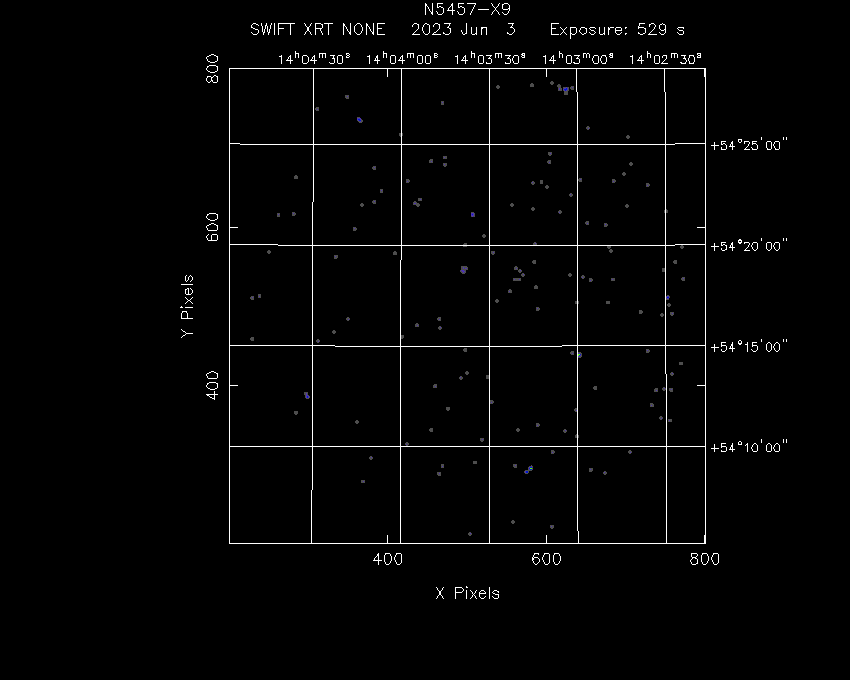 N5457-X9
SWIFT XRT NONE 2023 Jun 3 Exposure: 529 s
14ʰ04ᵐ30ˢ 14ʰ04ᵐ00ˢ 14ʰ03ᵐ30ˢ 14ʰ03ᵐ00ˢ 14ʰ02ᵐ30ˢ
800
+54°25'00"
600
+54°20'00"
Y Pixels
+54°15'00"
400
+54°10'00"
400 600 800
X Pixels